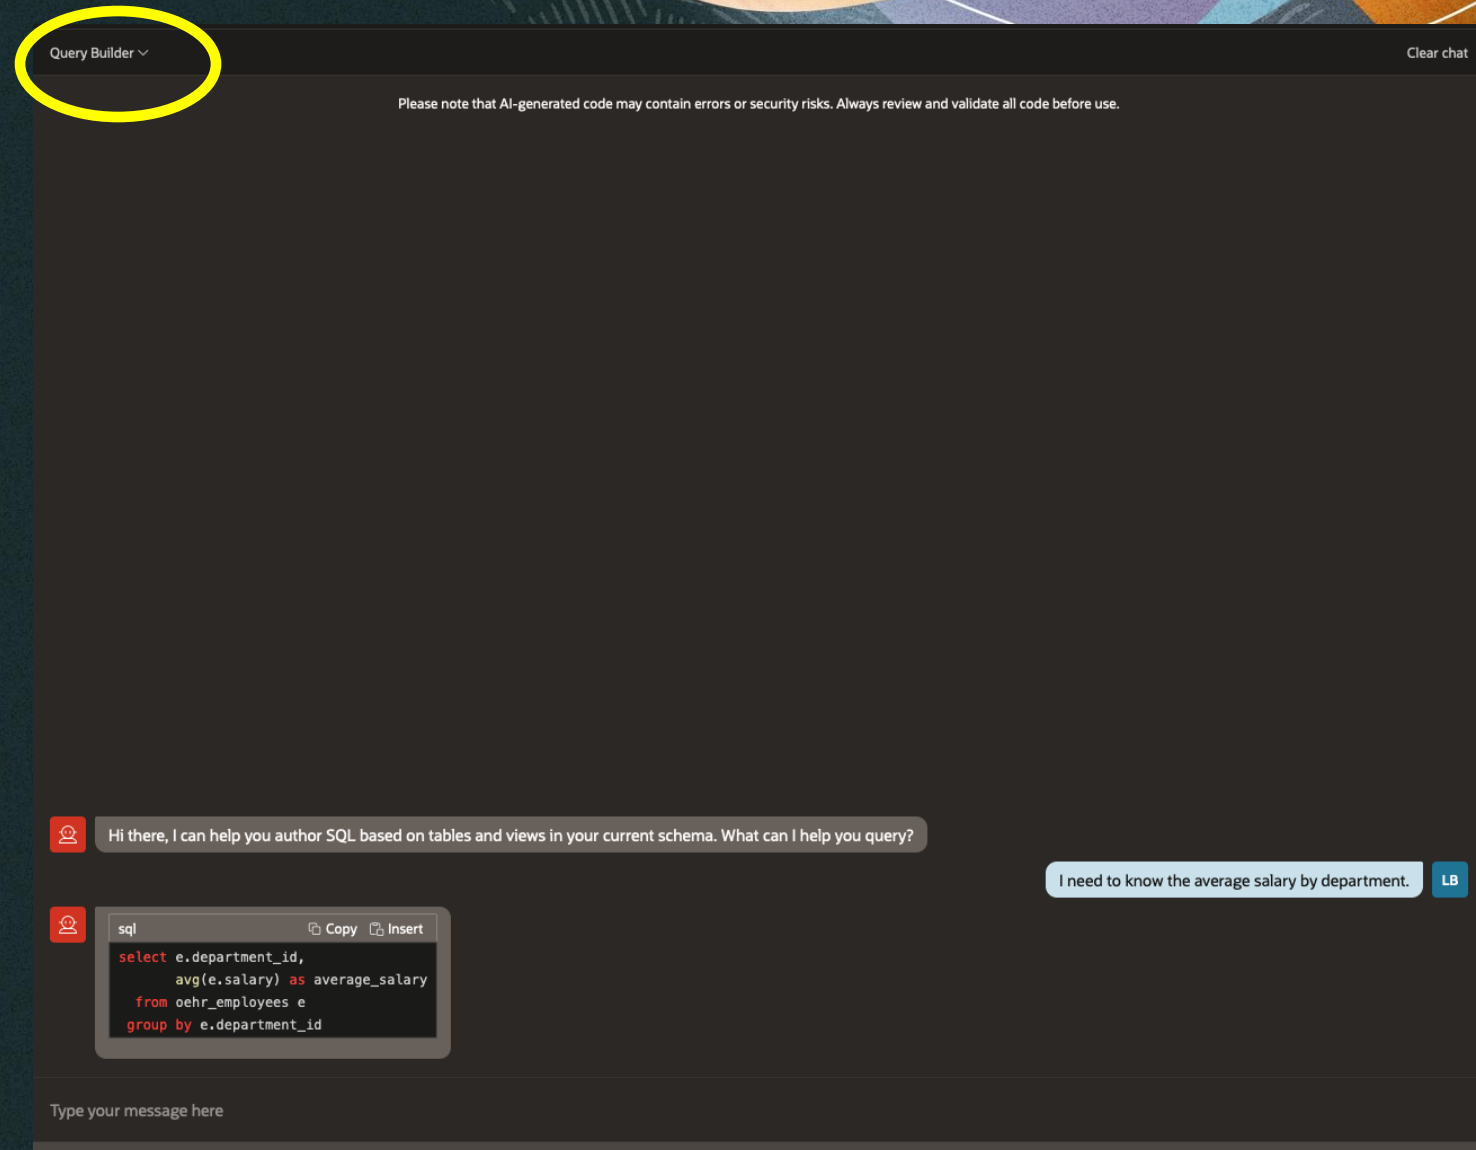 Query Builder
Clear chat
Please note that AI-generated code may contain errors or security risks. Always review and validate all code before use.
Hi there, I can help you author SQL based on tables and views in your current schema. What can I help you query?
I need to know the average salary by department.
LB
sql Copy Insert
select e.department_id,
avg(e.salary) as average_salary
from oehr_employees e
group by e.department_id
Type your message here